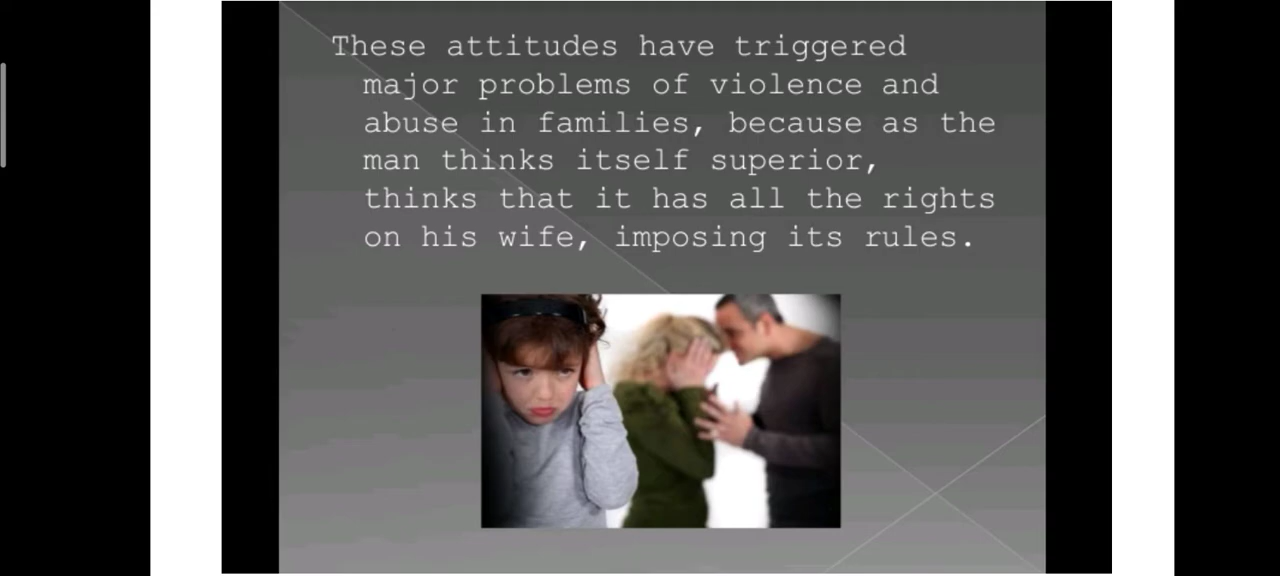 These attitudes have triggered
major problems of violence and
abuse in families, because as the
man thinks itself superior,
thinks that it has all the rights
on his wife, imposing its rules.